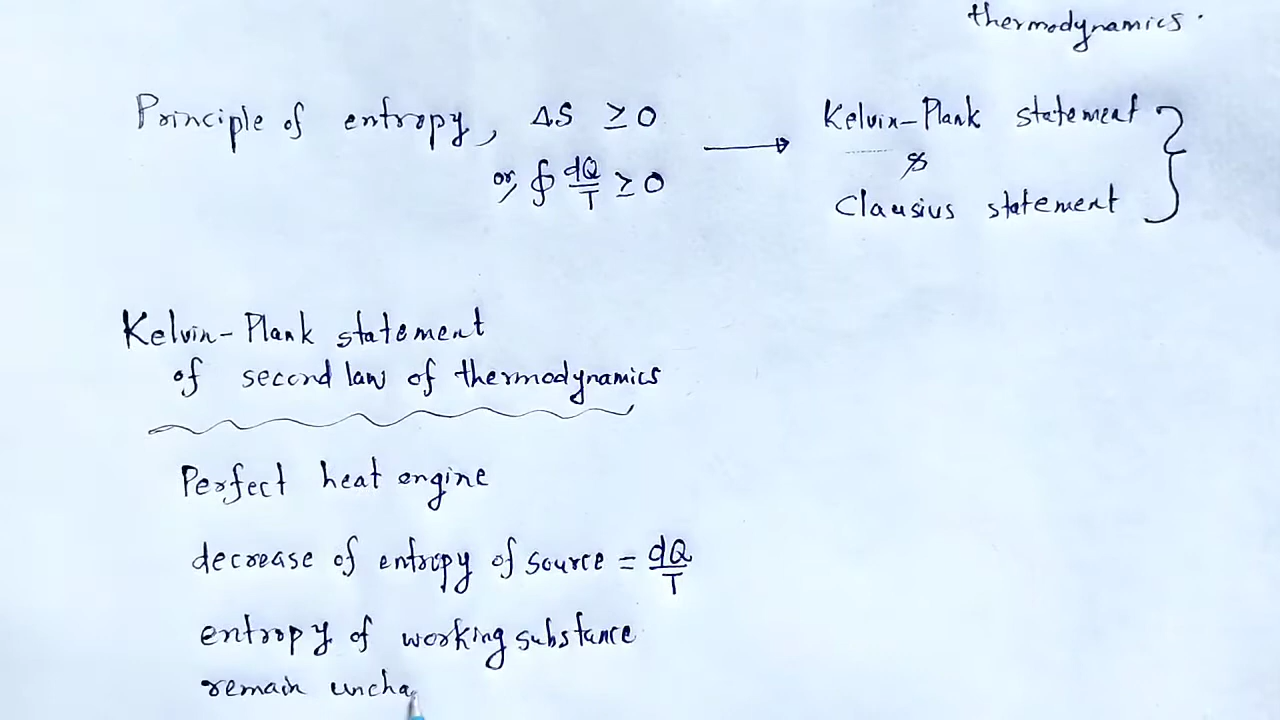 thermodynamics.
Principle of entropy, ΔS ≥ 0
or, ∮ dQ/T ≥ 0
Kelvin-Plank statement
&
Clausius statement
Kelvin-Plank statement
of second law of thermodynamics
Perfect heat engine
decrease of entropy of source = dQ/T
entropy of working substance
remain uncha